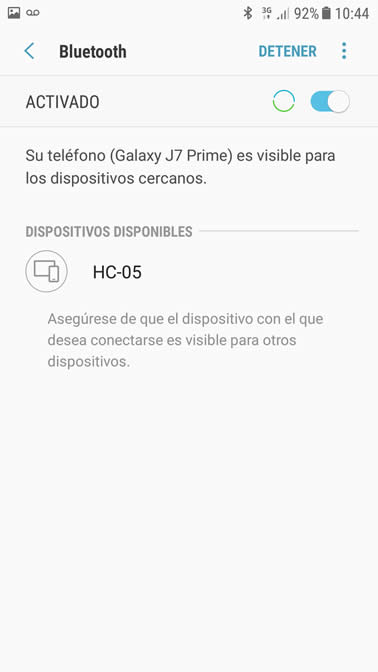 3G 92% 10:44
Bluetooth DETENER
ACTIVADO
Su teléfono (Galaxy J7 Prime) es visible para
los dispositivos cercanos.
DISPOSITIVOS DISPONIBLES
HC-05
Asegúrese de que el dispositivo con el que
desea conectarse es visible para otros
dispositivos.